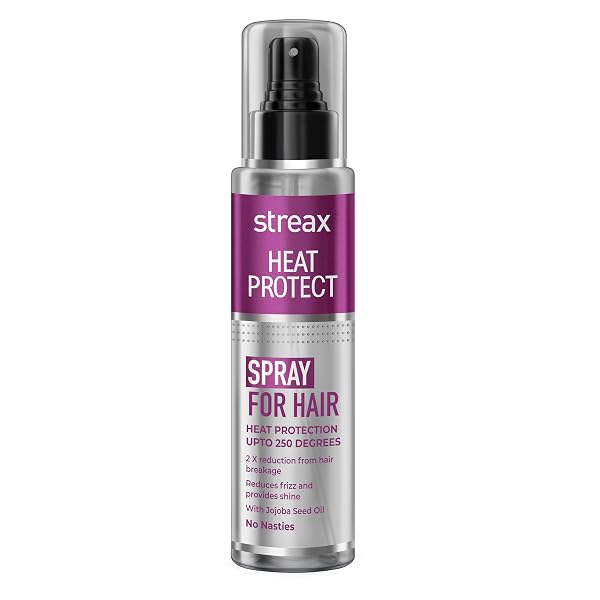 streax
HEAT
PROTECT
SPRAY
FOR HAIR
HEAT PROTECTION
UPTO 250 DEGREES
2 X reduction from hair
breakage
Reduces frizz and
provides shine
With Jojoba Seed Oil
No Nasties